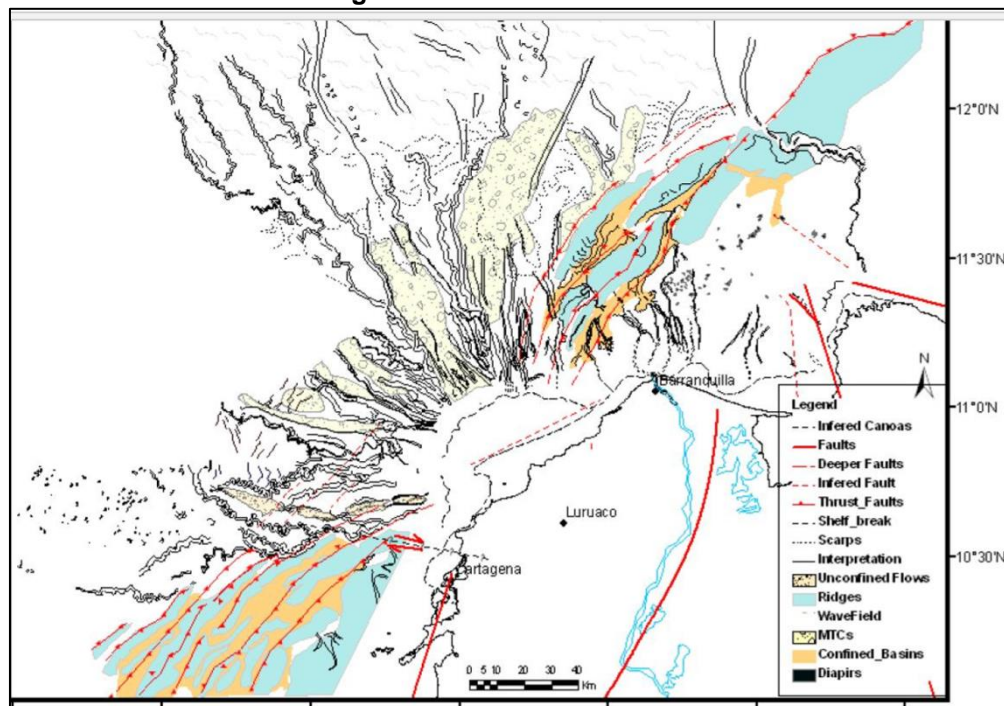 12°0'N
11°30'N
N
Barranquilla
11°0'N
Legend
Infered Canoas
Faults
Deeper Faults
Infered Fault
Thrust_Faults
Shelf_break
Scarps
Interpretation
Unconfined Flows
Ridges
WaveField
MTCs
Confined_Basins
Diapirs
Luruaco
10°30'N
Cartagena
0 5 10 20 30 40
Km